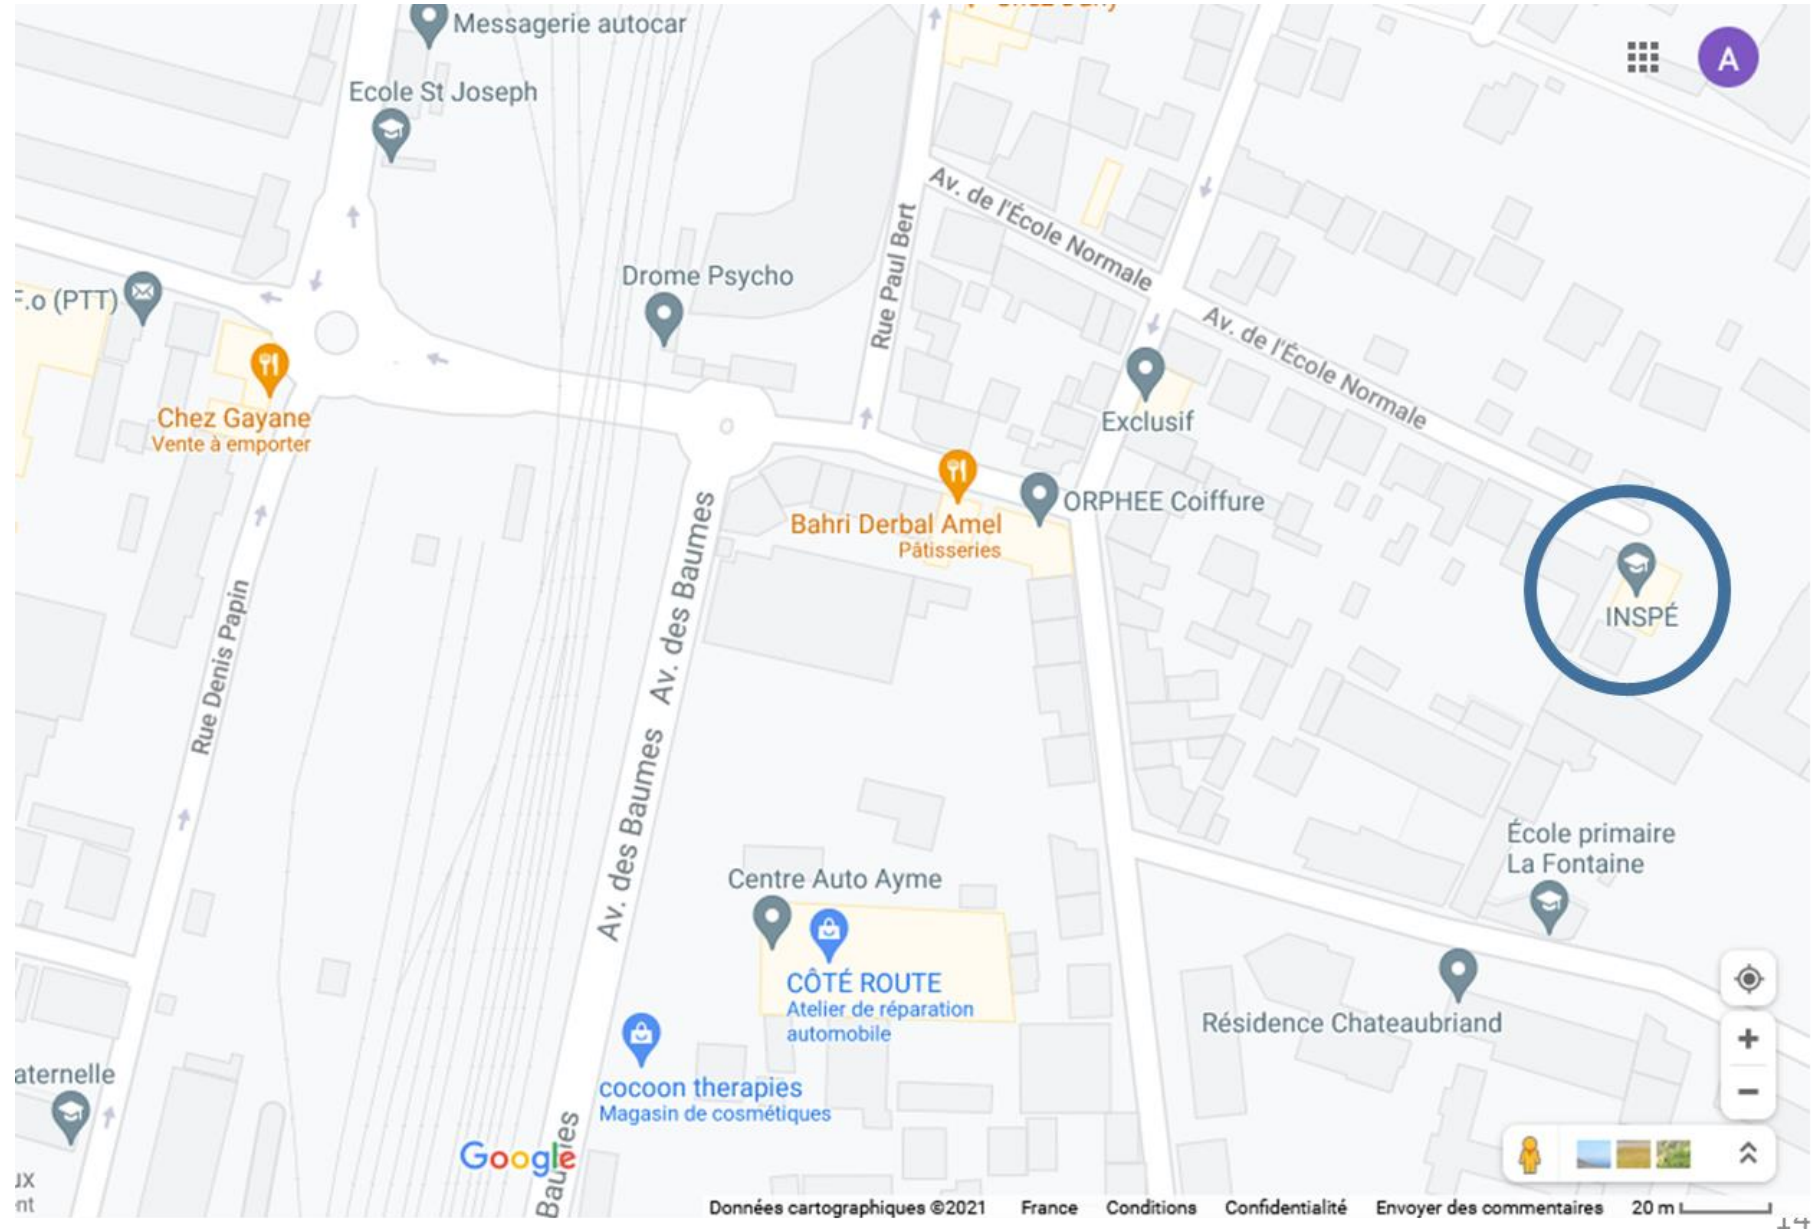 Messagerie autocar
Ecole St Joseph
A
Av. de l'École Normale
Rue Paul Bert
Drome Psycho
F.o (PTT)
Av. de l'École Normale
Chez Gayane
Vente à emporter
Exclusif
ORPHEE Coiffure
Bahri Derbal Amel
Pâtisseries
Av. des Baumes
INSPÉ
Rue Denis Papin
Av. des Baumes
École primaire
La Fontaine
Centre Auto Ayme
CÔTÉ ROUTE
Atelier de réparation
automobile
Résidence Chateaubriand
aternelle
cocoon therapies
Magasin de cosmétiques
Google
Données cartographiques ©2021 France Conditions Confidentialité Envoyer des commentaires 20 m